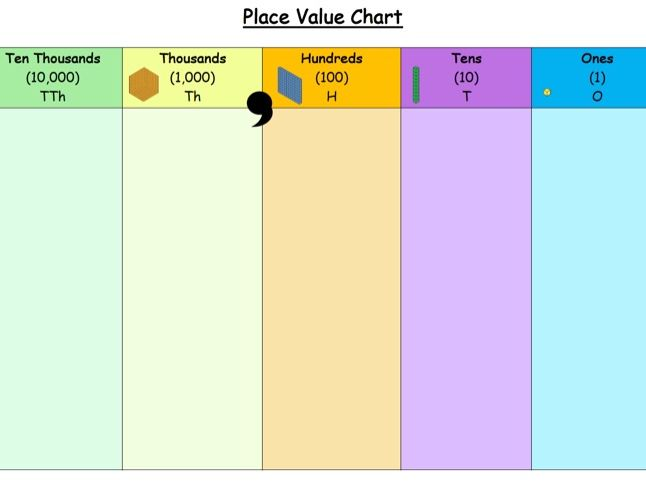 Place Value Chart
Ten Thousands
(10,000)
TTh
Thousands
(1,000)
Th
,
Hundreds
(100)
H
Tens
(10)
T
Ones
(1)
O